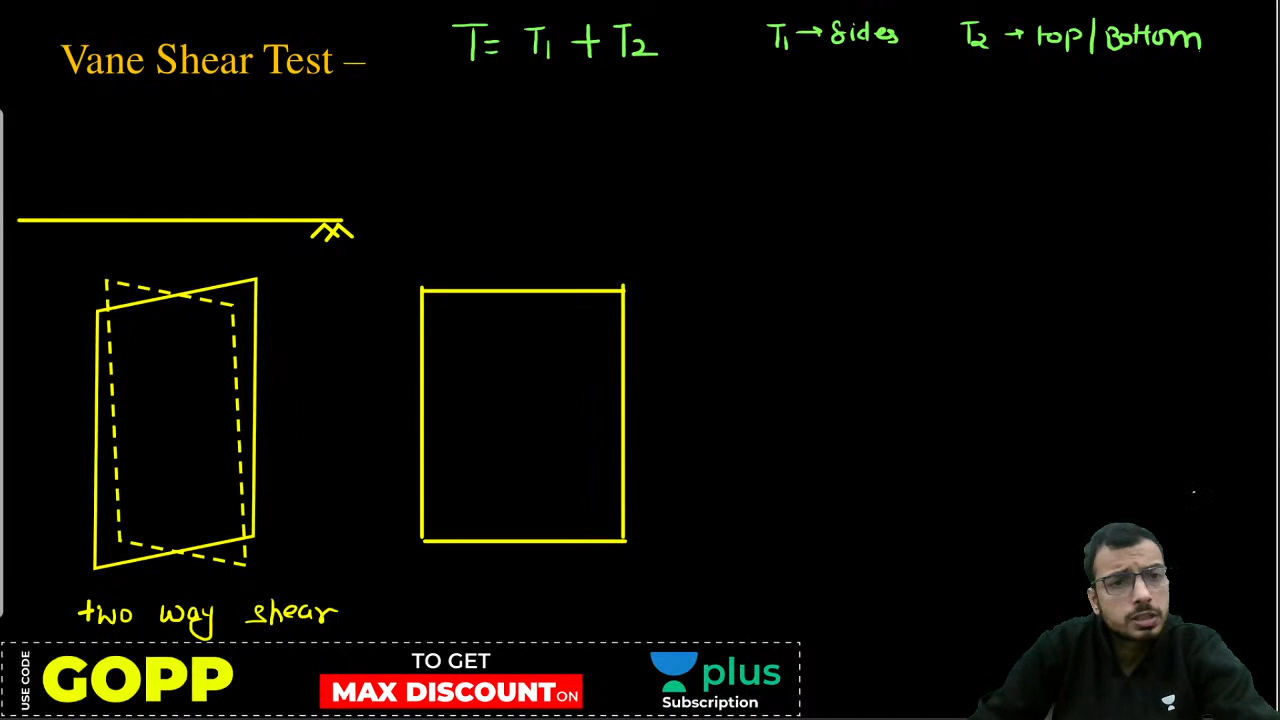 Vane Shear Test –
T = T1 + T2
T1 → Sides
T2 → Top/Bottom
two way shear
USE CODE
GOPP
TO GET
MAX DISCOUNT ON
plus
Subscription